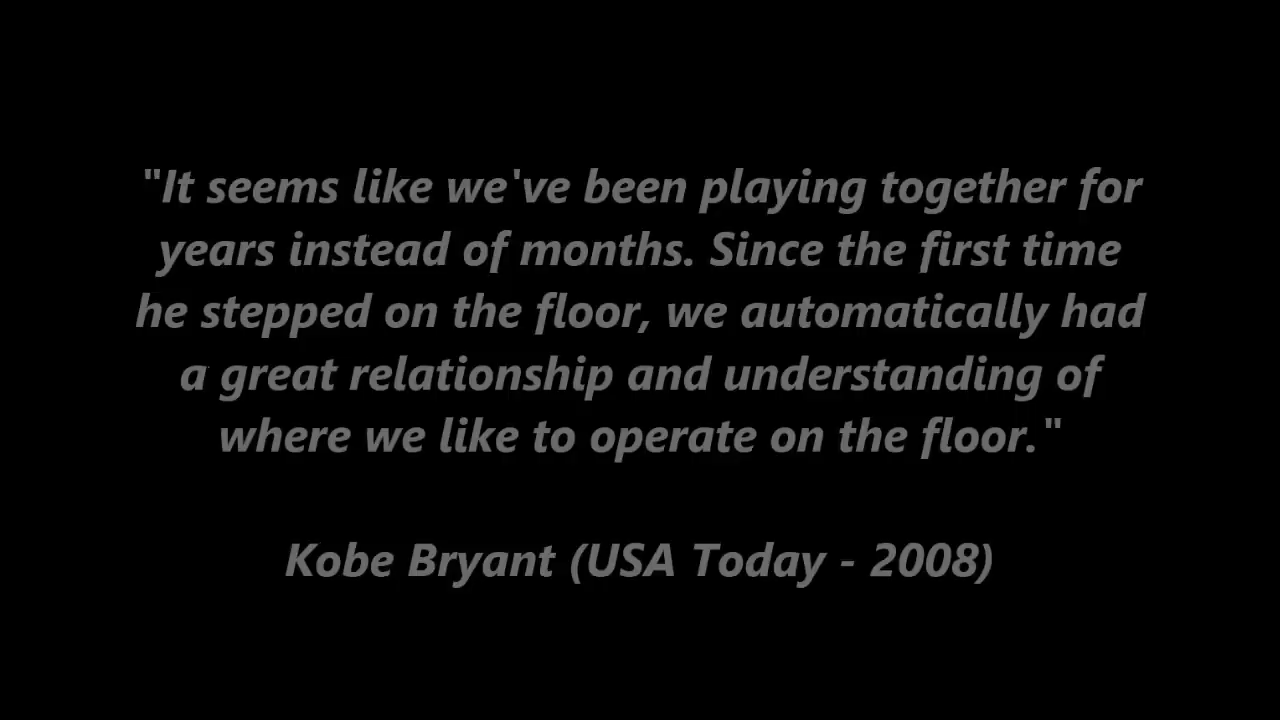 "It seems like we've been playing together for
years instead of months. Since the first time
he stepped on the floor, we automatically had
a great relationship and understanding of
where we like to operate on the floor."
Kobe Bryant (USA Today - 2008)